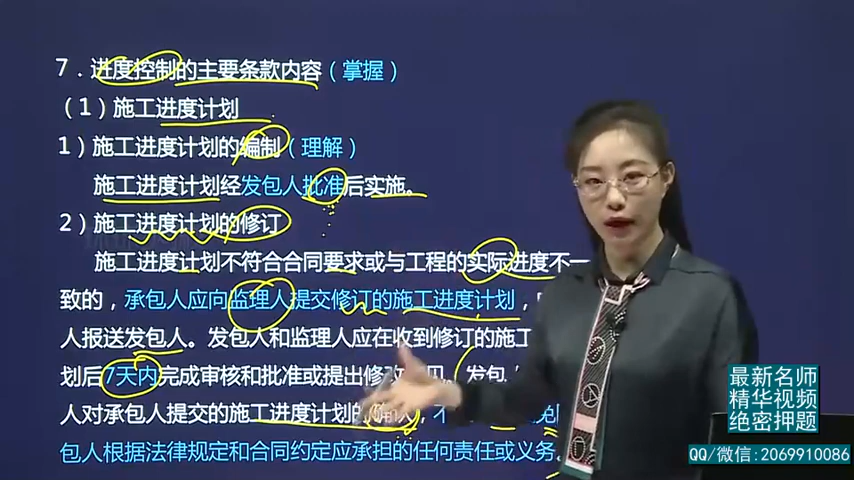 7．进度控制的主要条款内容（掌握）
（1）施工进度计划
1）施工进度计划的编制（理解）
施工进度计划经发包人批准后实施。
2）施工进度计划的修订
施工进度计划不符合合同要求或与工程的实际进度不一
致的，承包人应向监理人提交修订的施工进度计划，
人报送发包人。发包人和监理人应在收到修订的施工
划后7天内完成审核和批准或提出修改 见。发包
人对承包人提交的施工进度计划的确认，不
包人根据法律规定和合同约定应承担的任何责任或义务。
最新名师
精华视频
绝密押题
QQ/微信:2069910086